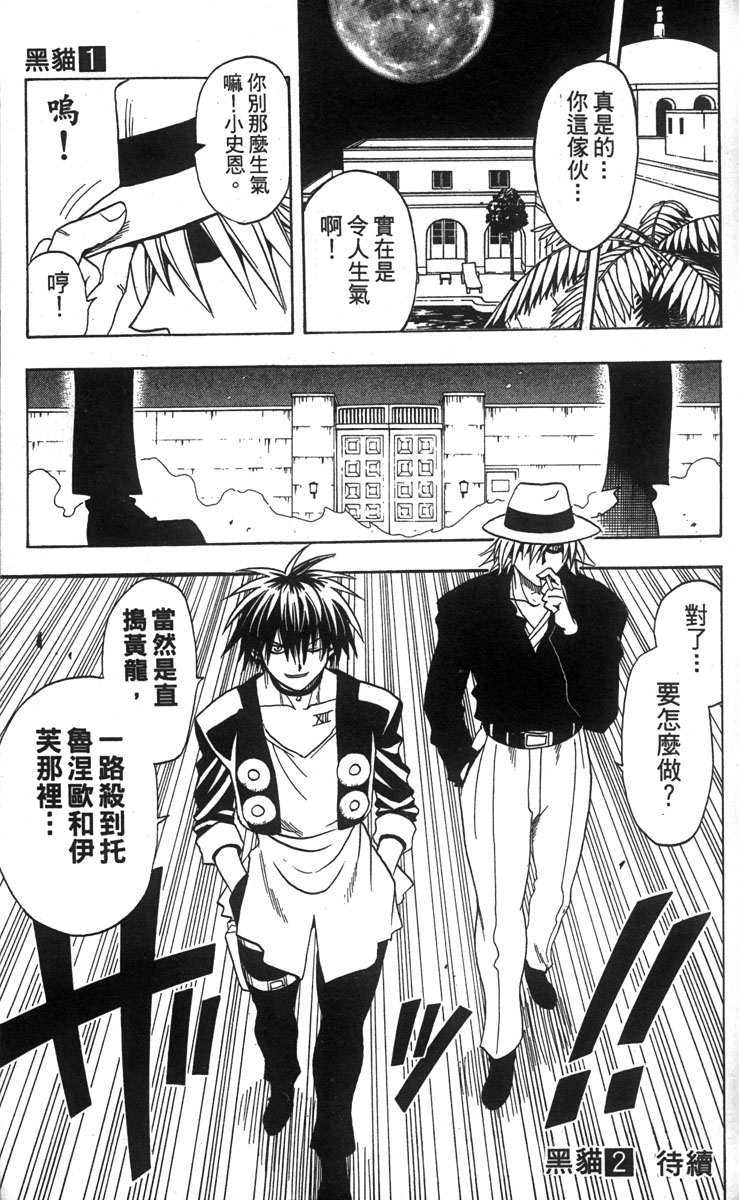 真是的…
你這傢伙…
實在是
令人生氣
啊！
黑貓1
你別那麼生氣
嘛！小史恩。
嗚！
哼！
對了…
要怎麼做？
XIII
當然是直
搗黃龍，
一路殺到托
魯涅歐和伊
芙那裡…
ザッ!!
黑貓2 待續